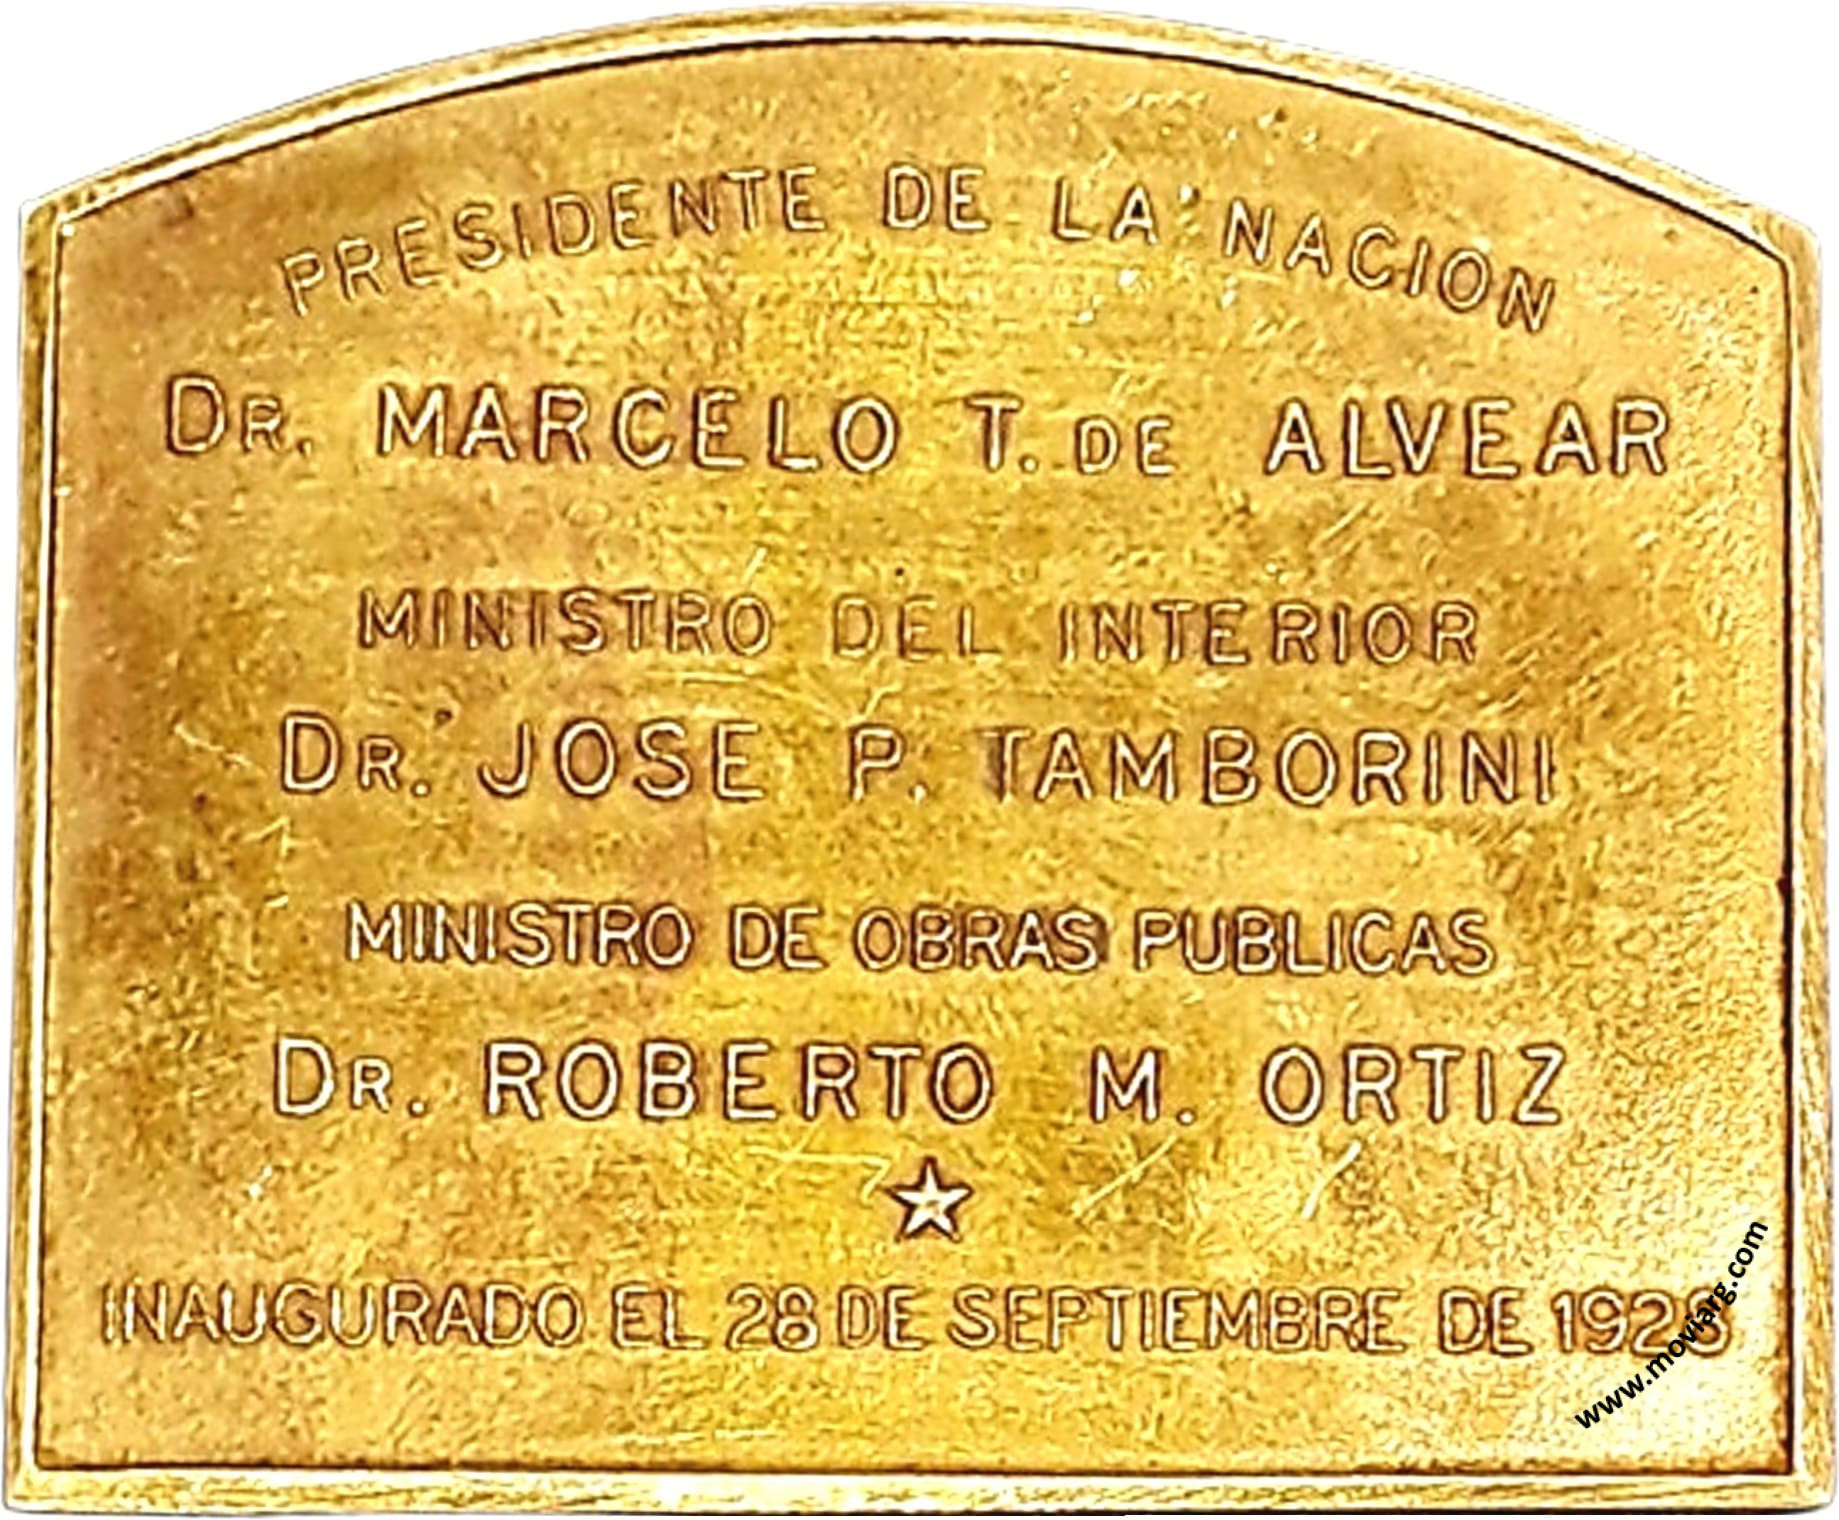 PRESIDENTE DE LA NACION
DR. MARCELO T. DE ALVEAR
MINISTRO DEL INTERIOR
DR. JOSE P. TAMBORINI
MINISTRO DE OBRAS PUBLICAS
DR. ROBERTO M. ORTIZ
INAUGURADO EL 28 DE SEPTIEMBRE DE 1928
www.moviarg.com